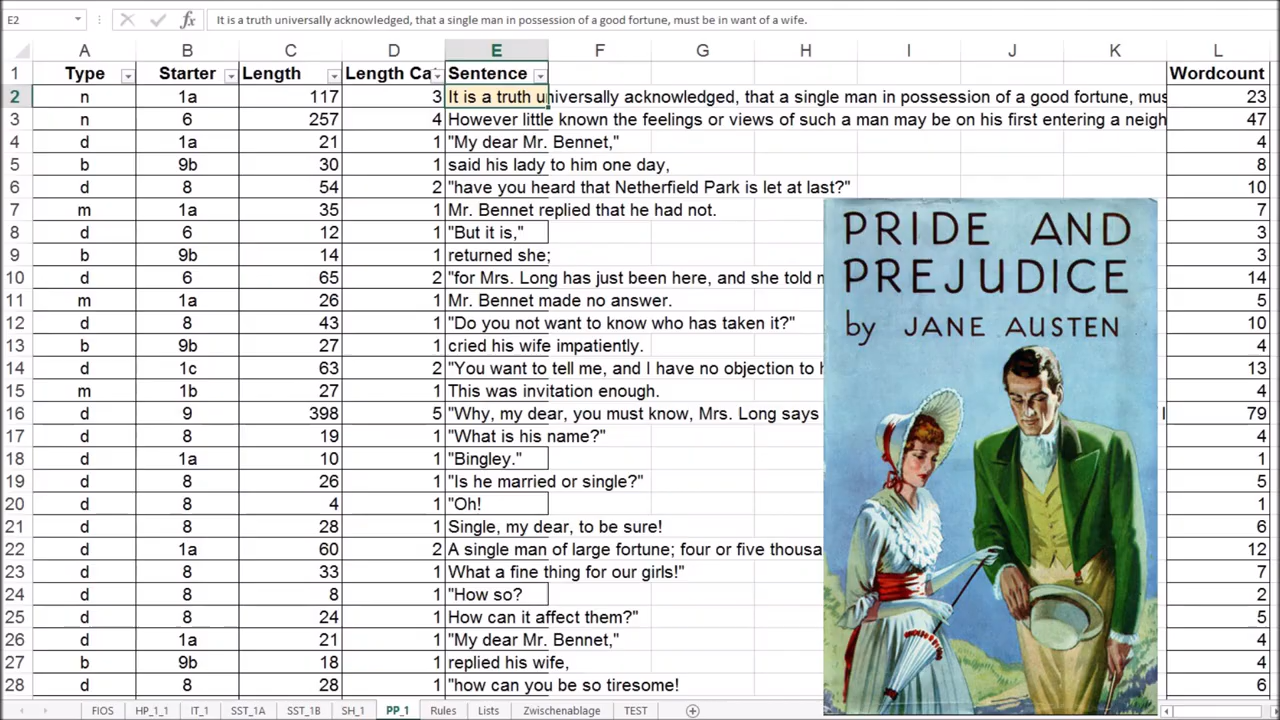 E2 fx It is a truth universally acknowledged, that a single man in possession of a good fortune, must be in want of a wife.
A B C D E F G H I J K L
1 Type Starter Length Length Ca Sentence Wordcount
2 n 1a 117 3 It is a truth universally acknowledged, that a single man in possession of a good fortune, mus 23
3 n 6 257 4 However little known the feelings or views of such a man may be on his first entering a neigh 47
4 d 1a 21 1 "My dear Mr. Bennet," 4
5 b 9b 30 1 said his lady to him one day, 8
6 d 8 54 2 "have you heard that Netherfield Park is let at last?" 10
7 m 1a 35 1 Mr. Bennet replied that he had not. 7
8 d 6 12 1 "But it is," 3
9 b 9b 14 1 returned she; 3
10 d 6 65 2 "for Mrs. Long has just been here, and she told m 14
11 m 1a 26 1 Mr. Bennet made no answer. 5
12 d 8 43 1 "Do you not want to know who has taken it?" 10
13 b 9b 27 1 cried his wife impatiently. 4
14 d 1c 63 2 "You want to tell me, and I have no objection to h 13
15 m 1b 27 1 This was invitation enough. 4
16 d 9 398 5 "Why, my dear, you must know, Mrs. Long says 79
17 d 8 19 1 "What is his name?" 4
18 d 1a 10 1 "Bingley." 1
19 d 8 26 1 "Is he married or single?" 5
20 d 8 4 1 "Oh! 1
21 d 8 28 1 Single, my dear, to be sure! 6
22 d 1a 60 2 A single man of large fortune; four or five thousa 12
23 d 8 33 1 What a fine thing for our girls!" 7
24 d 8 8 1 "How so? 2
25 d 8 24 1 How can it affect them?" 5
26 d 1a 21 1 "My dear Mr. Bennet," 4
27 b 9b 18 1 replied his wife, 4
28 d 8 28 1 "how can you be so tiresome! 6
PRIDE AND
PREJUDICE
by JANE AUSTEN
FIOS HP_1_1 IT_1 SST_1A SST_1B SH_1 PP_1 Rules Lists Zwischenablage TEST